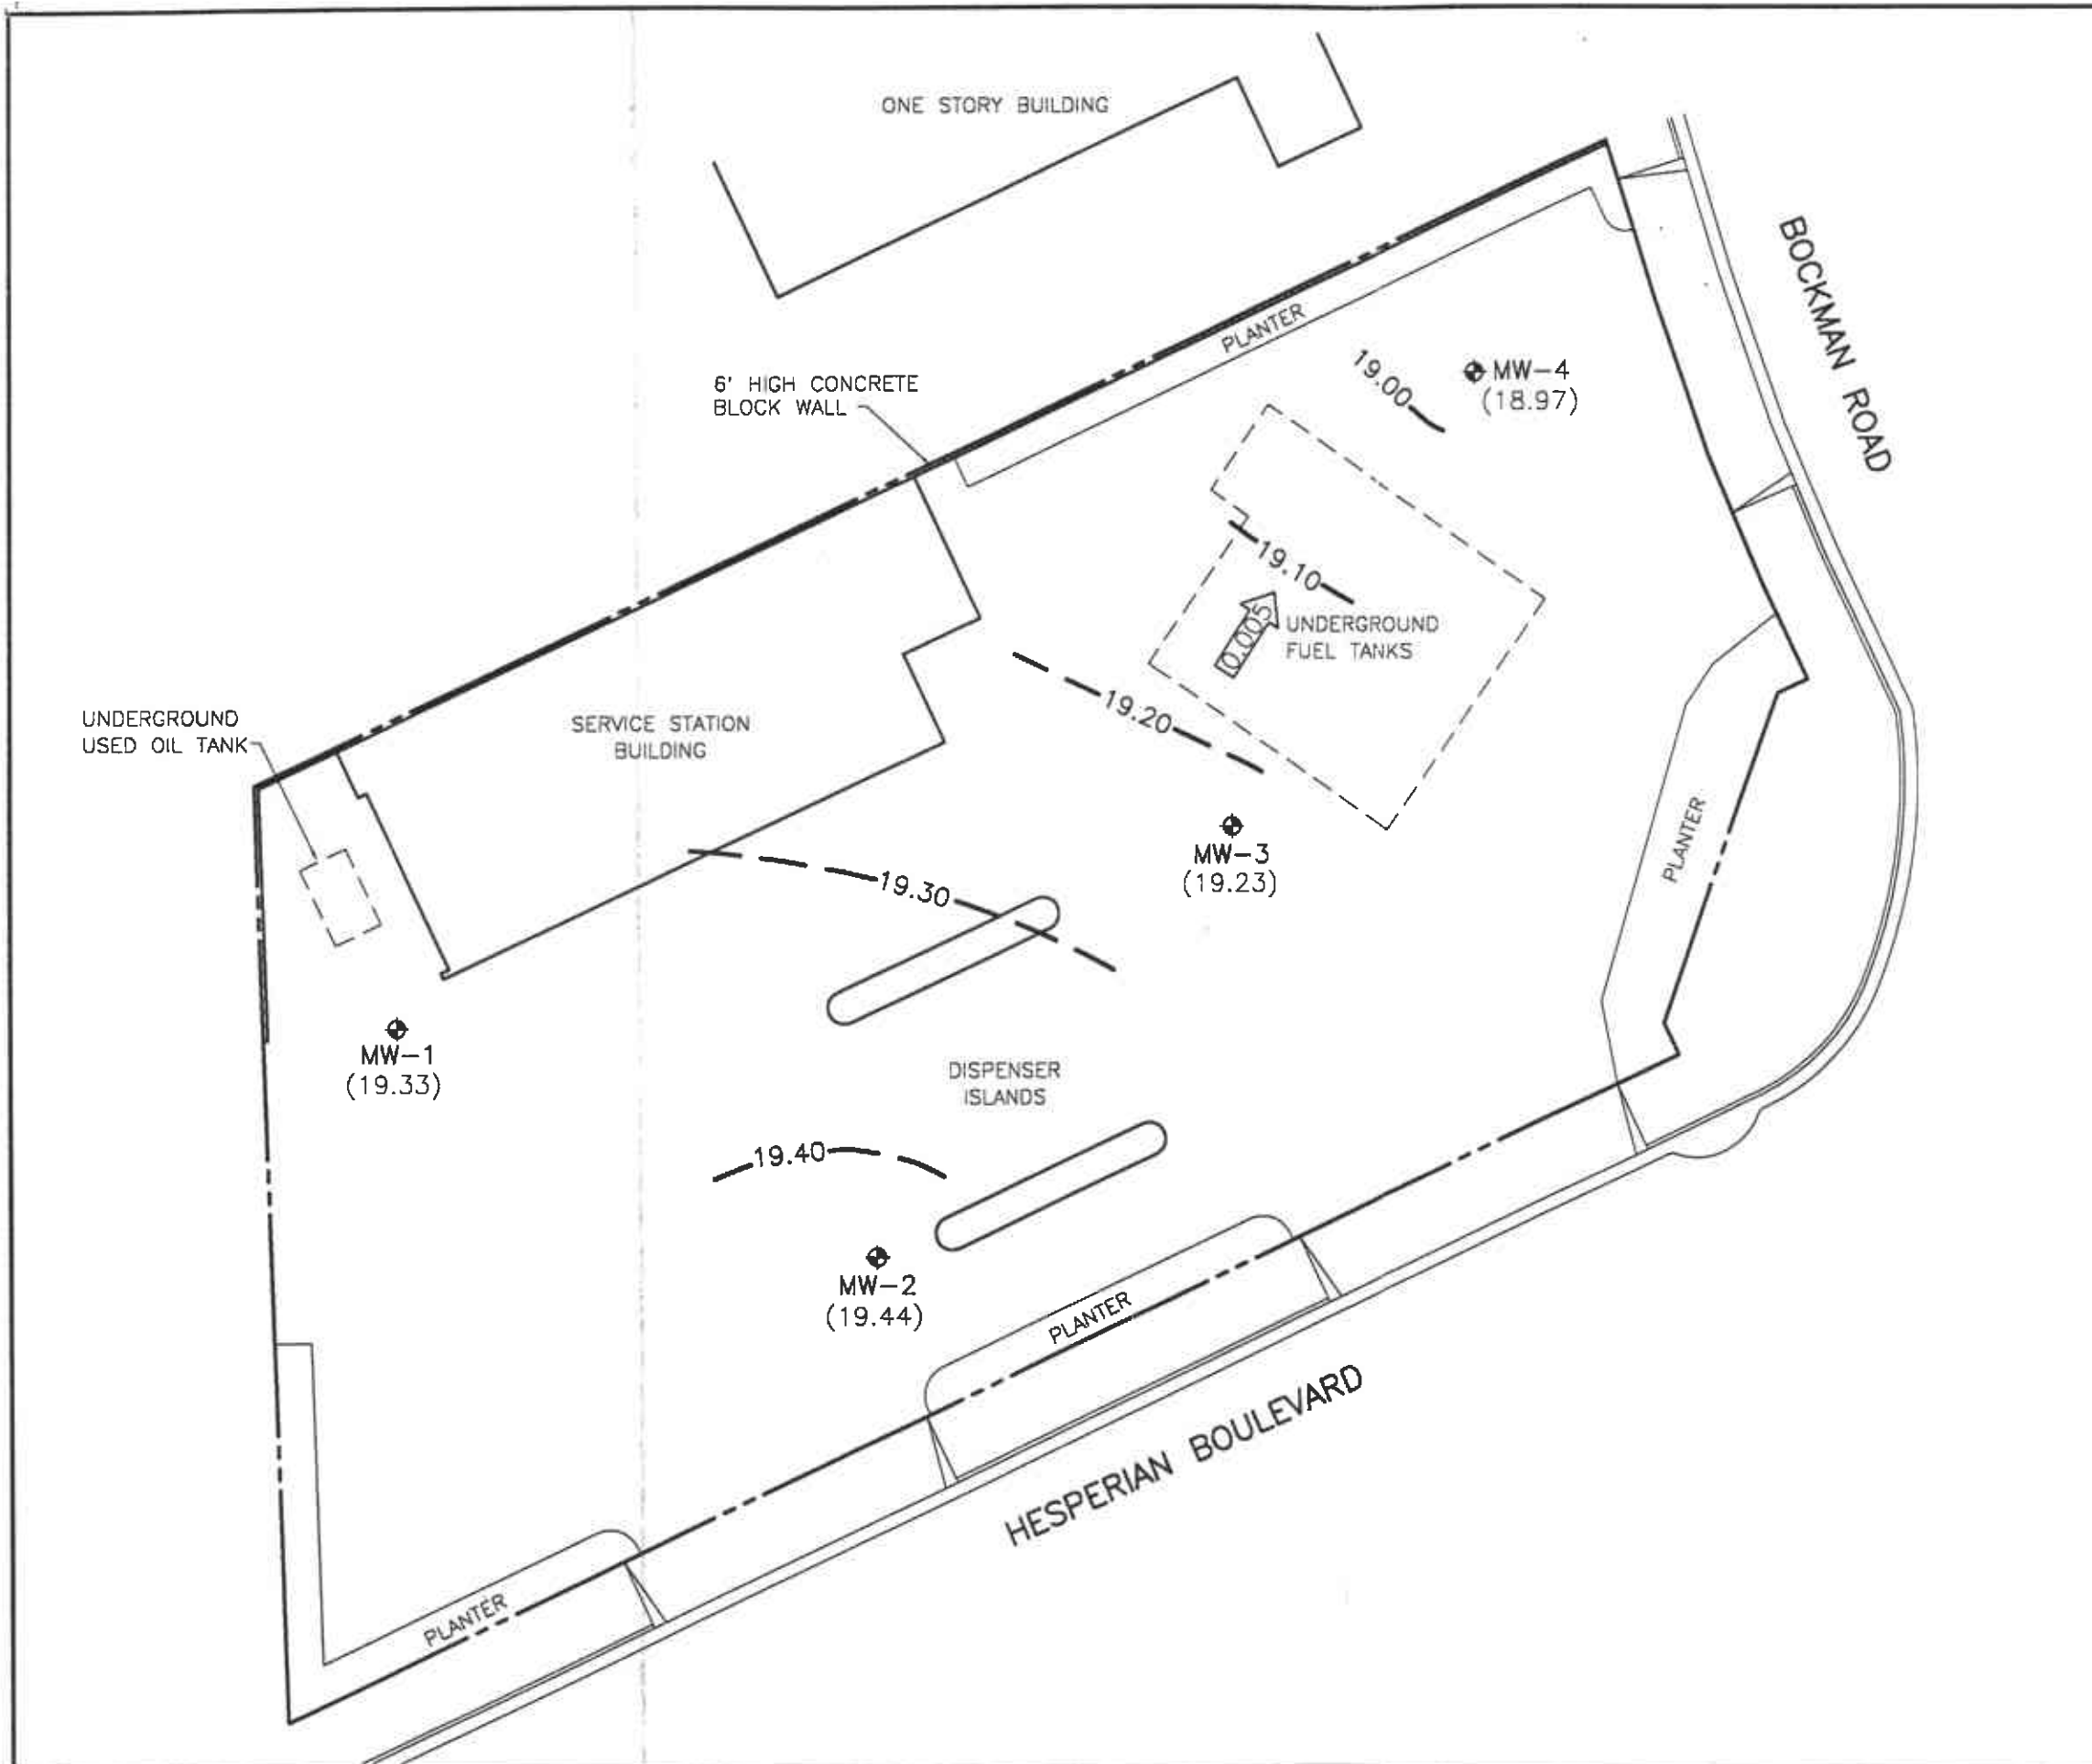 ONE STORY BUILDING
BOCKMAN ROAD
PLANTER
6' HIGH CONCRETE
BLOCK WALL
19.00
MW-4
(18.97)
19.10
0.005
UNDERGROUND
FUEL TANKS
19.20
UNDERGROUND
USED OIL TANK
SERVICE STATION
BUILDING
19.30
MW-3
(19.23)
PLANTER
MW-1
(19.33)
DISPENSER
ISLANDS
19.40
MW-2
(19.44)
PLANTER
HESPERIAN BOULEVARD
PLANTER